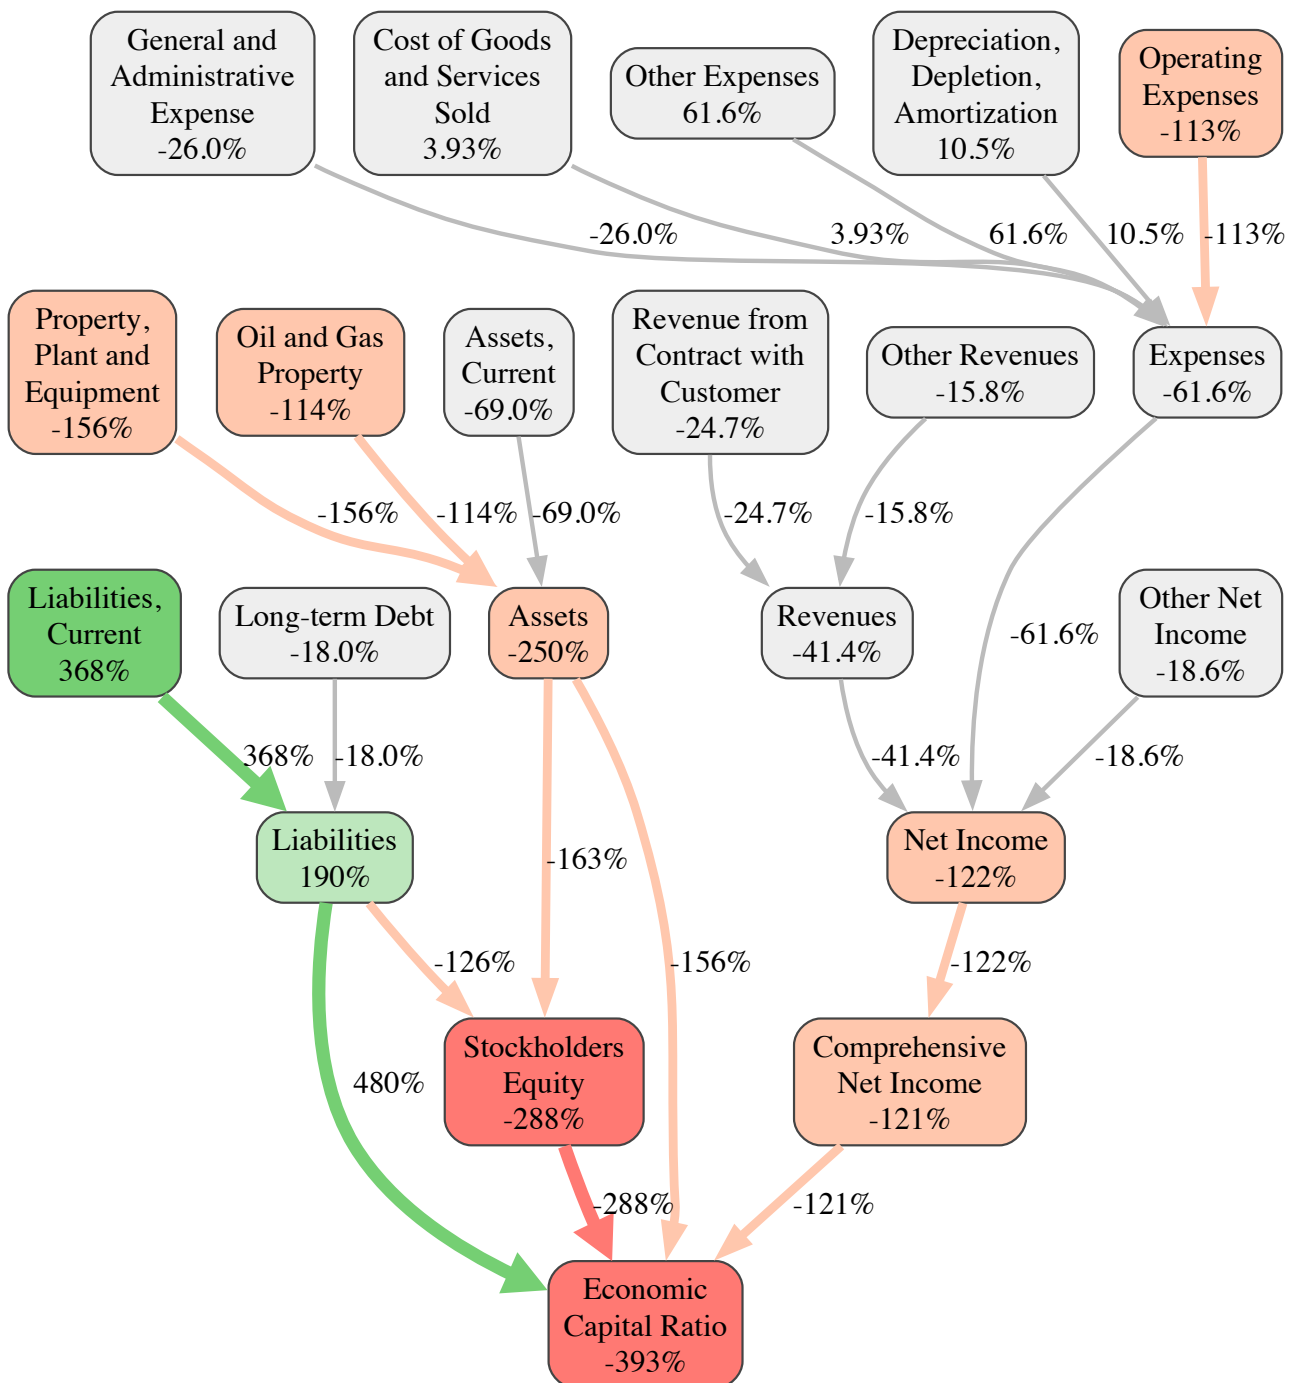 General and
Administrative
Expense
-26.0%
Cost of Goods
and Services
Sold
3.93%
Other Expenses
61.6%
Depreciation,
Depletion,
Amortization
10.5%
Operating
Expenses
-113%
-26.0%
3.93%
61.6%
10.5%
-113%
Property,
Plant and
Equipment
-156%
Oil and Gas
Property
-114%
Assets,
Current
-69.0%
Revenue from
Contract with
Customer
-24.7%
Other Revenues
-15.8%
Expenses
-61.6%
-156%
-114%
-69.0%
-24.7%
-15.8%
Liabilities,
Current
368%
Long-term Debt
-18.0%
Assets
-250%
Revenues
-41.4%
-61.6%
Other Net
Income
-18.6%
368%
-18.0%
-41.4%
-18.6%
Liabilities
190%
-163%
Net Income
-122%
-126%
-156%
-122%
Stockholders
Equity
-288%
Comprehensive
Net Income
-121%
480%
-288%
-121%
Economic
Capital Ratio
-393%